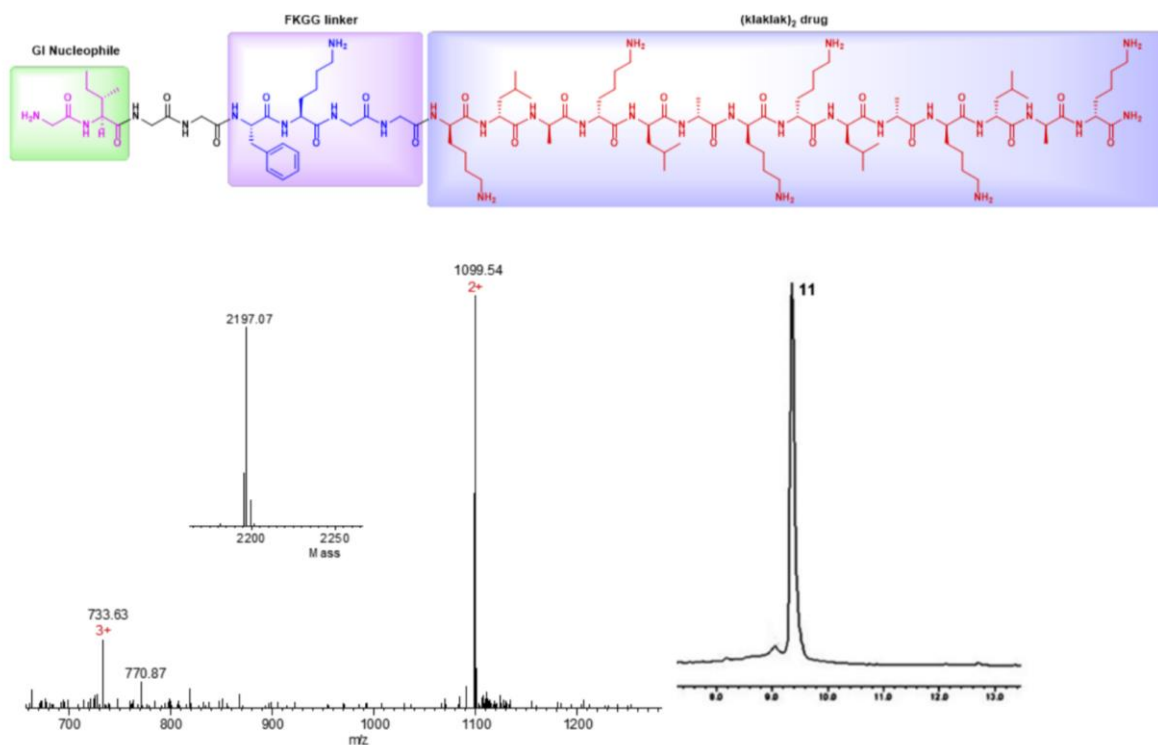 FKGG linker
(klaklak)₂ drug
GI Nucleophile
NH₂ NH₂ NH₂ NH₂
H₂N O H N O H N O H N O H N O H N O H N O H N O H N O H N O H N O NH₂
NH₂ NH₂ NH₂
1099.54
2+
11
2197.07
2200 2250
Mass
733.63
3+
770.87
700 800 900 1000 1100 1200
m/z
8.0 9.0 10.0 11.0 12.0 13.0